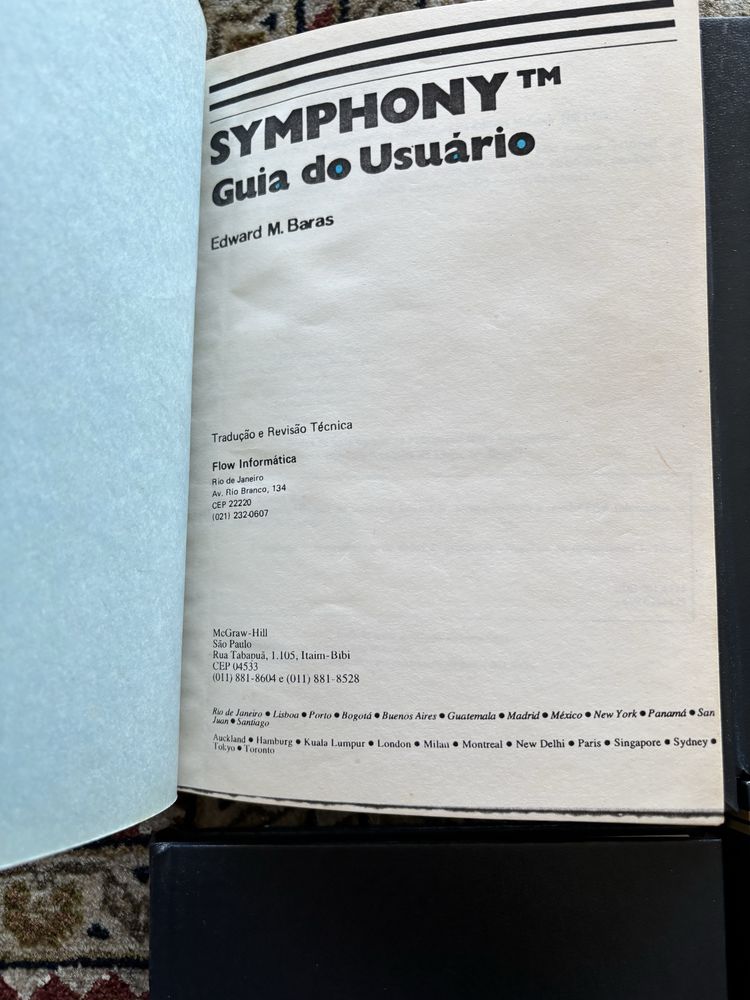 SYMPHONY™
Guia do Usuário
Edward M. Baras
Tradução e Revisão Técnica
Flow Informática
Rio de Janeiro
Av. Rio Branco, 134
CEP 22220
(021) 232-0607
McGraw-Hill
São Paulo
Rua Tabapuã, 1.105, Itaim-Bibi
CEP 04533
(011) 881-8604 e (011) 881-8528
Rio de Janeiro ● Lisboa ● Porto ● Bogotá ● Buenos Aires ● Guatemala ● Madrid ● México ● New York ● Panamá ● San
Juan ● Santiago
Auckland ● Hamburg ● Kuala Lumpur ● London ● Milan ● Montreal ● New Delhi ● Paris ● Singapore ● Sydney ●
Tokyo ● Toronto